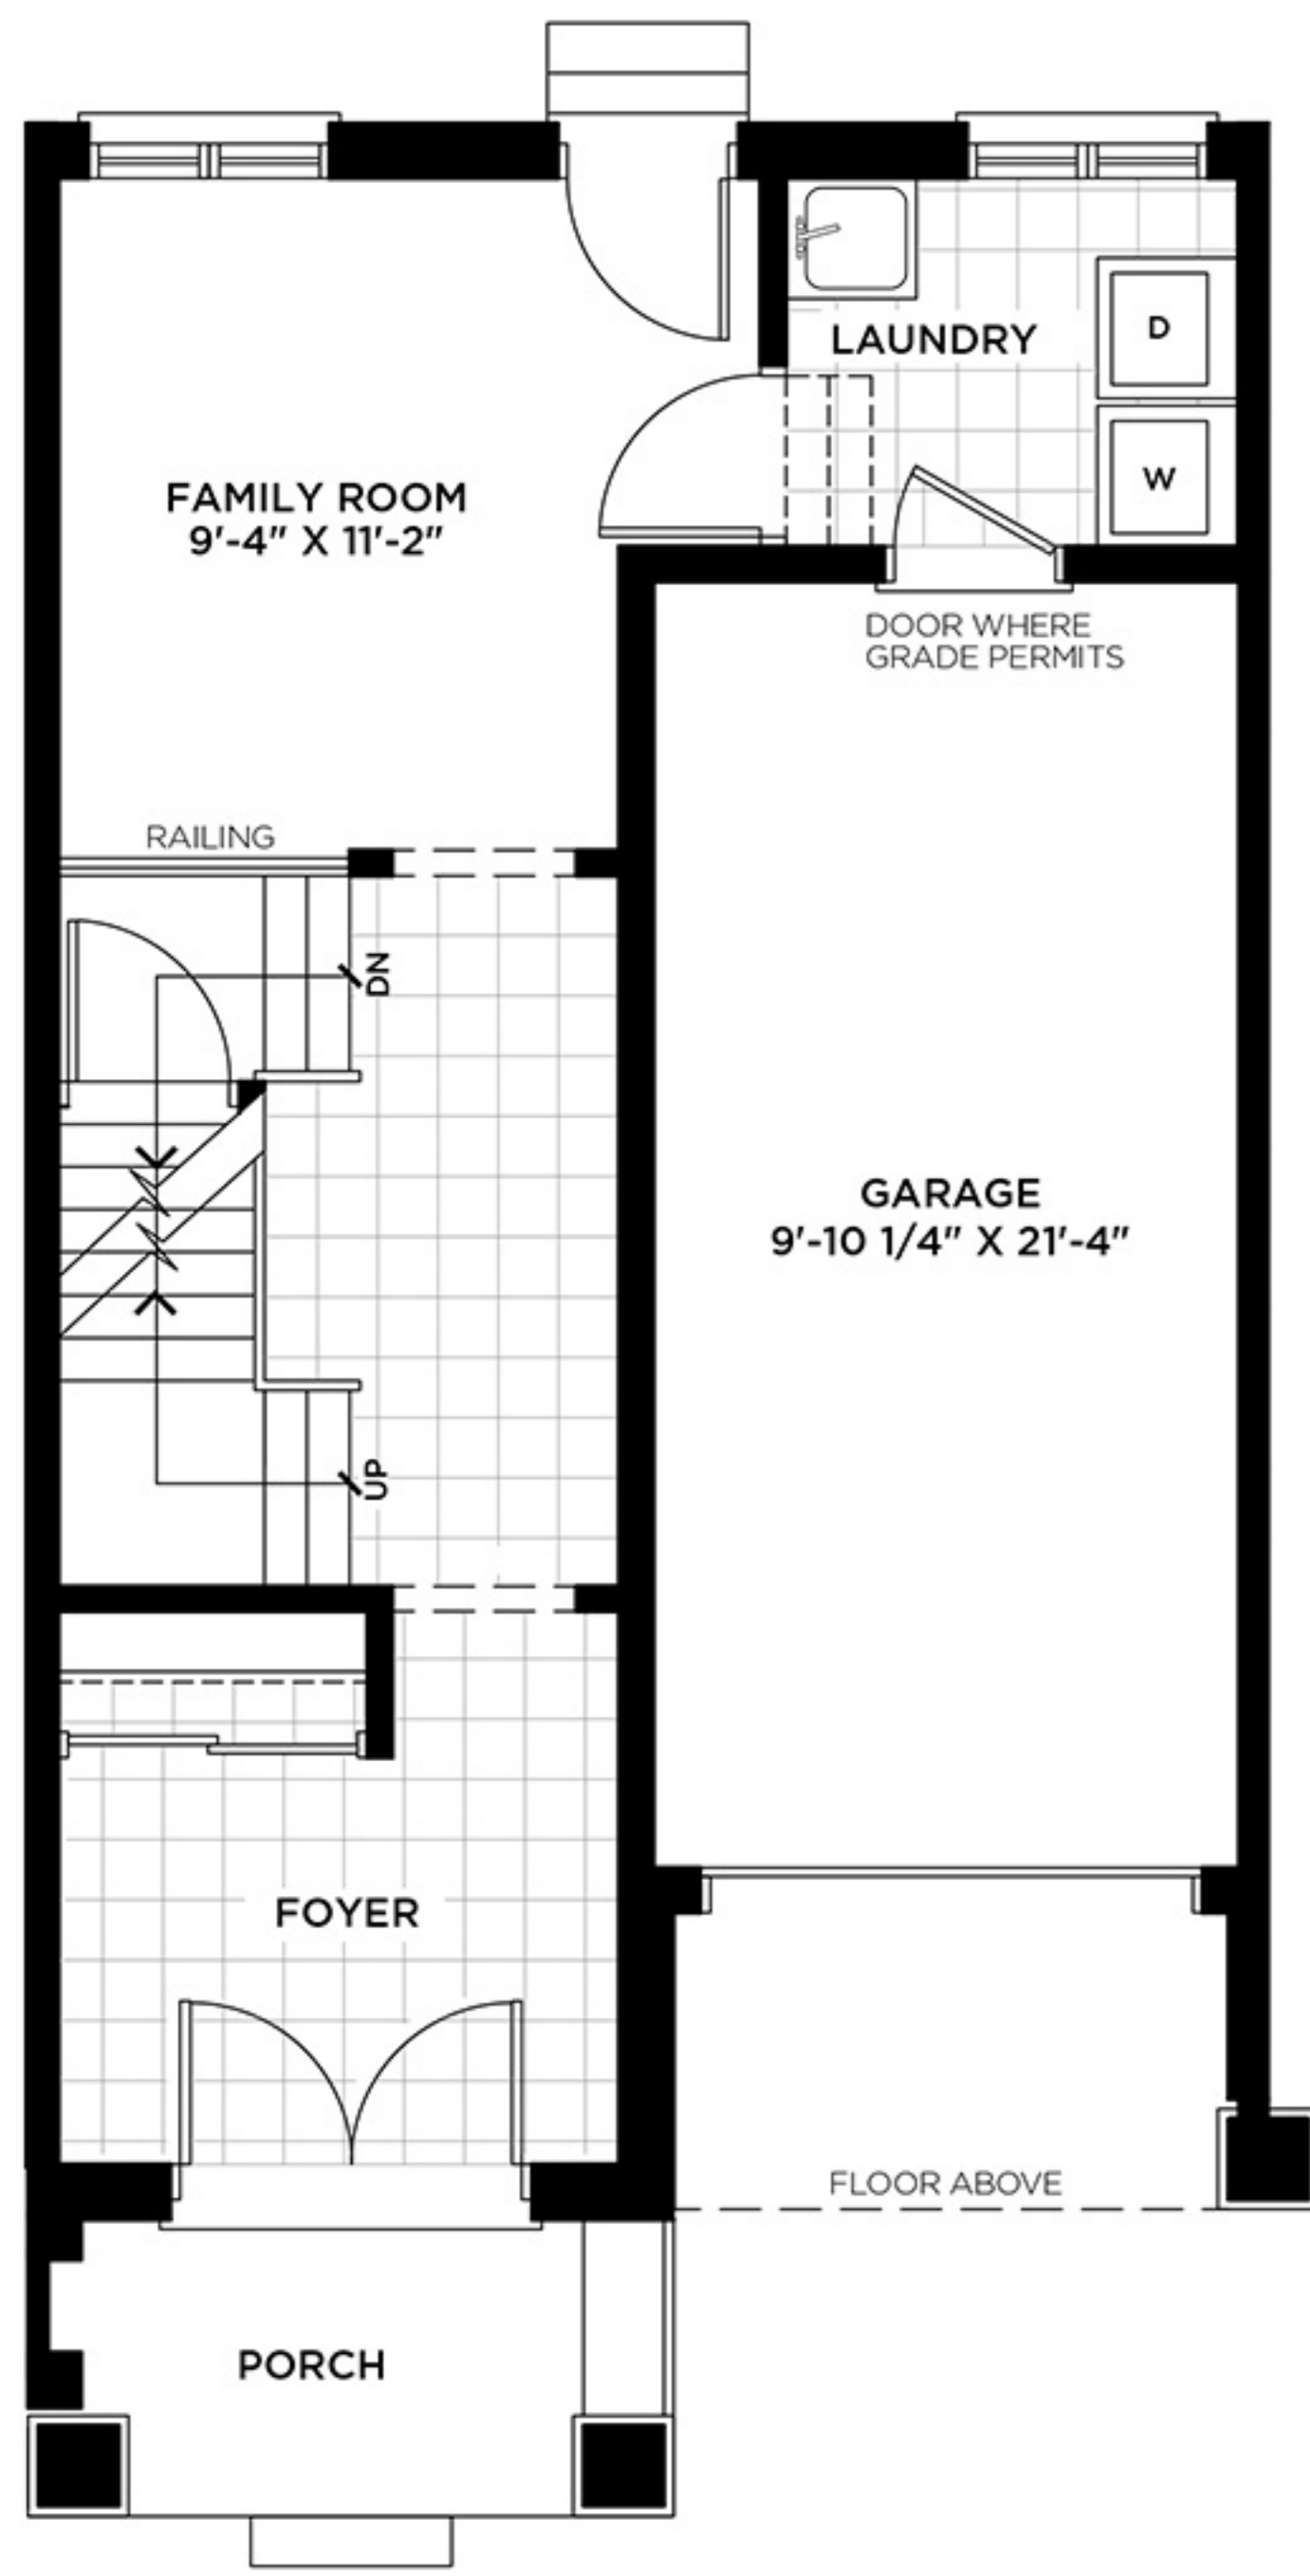 LAUNDRY
D
W
FAMILY ROOM
9'-4" X 11'-2"
DOOR WHERE
GRADE PERMITS
RAILING
DN
GARAGE
9'-10 1/4" X 21'-4"
UP
FOYER
FLOOR ABOVE
PORCH